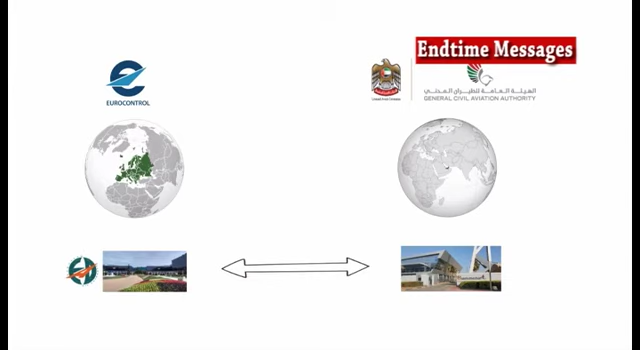 Endtime Messages
EUROCONTROL
الهيئة العامة للطيران المدني
GENERAL CIVIL AVIATION AUTHORITY